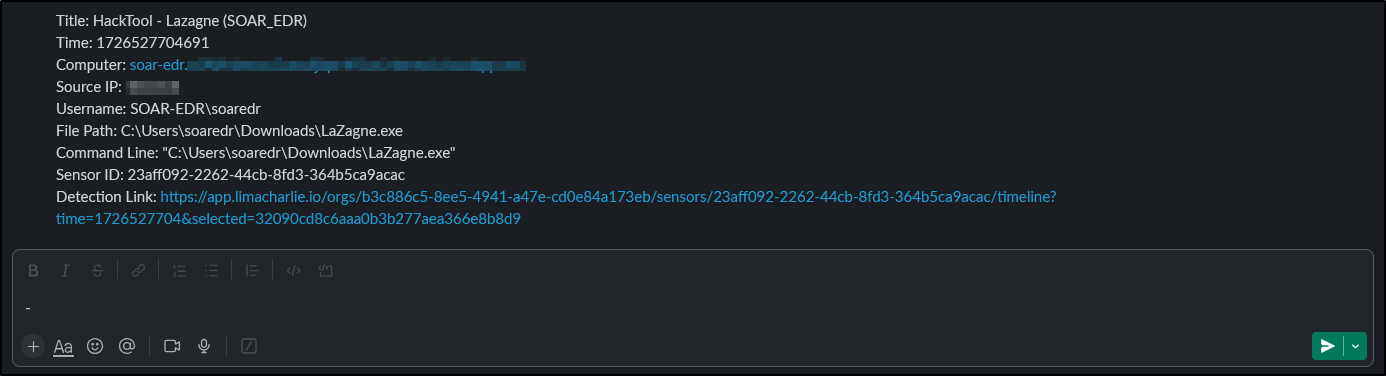 Title: HackTool - Lazagne (SOAR_EDR)
Time: 1726527704691
Computer: soar-edr.
Source IP:
Username: SOAR-EDR\soaredr
File Path: C:\Users\soaredr\Downloads\LaZagne.exe
Command Line: "C:\Users\soaredr\Downloads\LaZagne.exe"
Sensor ID: 23aff092-2262-44cb-8fd3-364b5ca9acac
Detection Link: https://app.limacharlie.io/orgs/b3c886c5-8ee5-4941-a47e-cd0e84a173eb/sensors/23aff092-2262-44cb-8fd3-364b5ca9acac/timeline?
time=1726527704&selected=32090cd8c6aaa0b3b277aea366e8b8d9
B I S
-
Aa